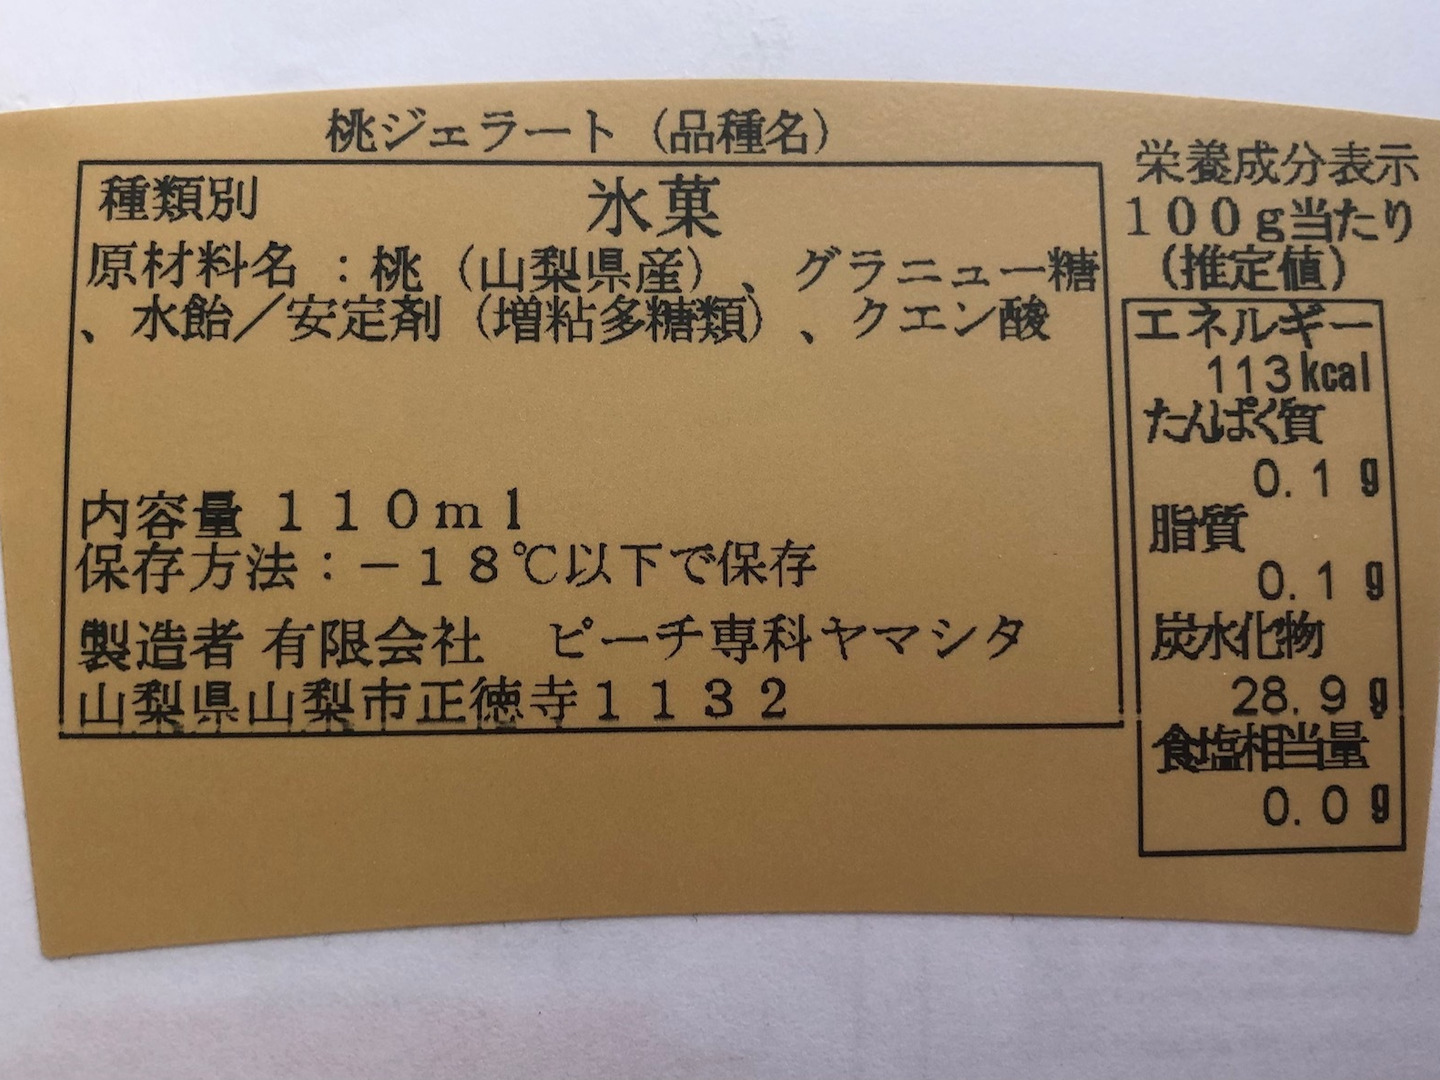 桃ジェラート（品種名）
種類別 氷菓
原材料名 ：桃（山梨県産）、グラニュー糖
、水飴／安定剤（増粘多糖類）、クエン酸
内容量 １１０ｍｌ
保存方法：－１８℃以下で保存
製造者 有限会社　ピーチ専科ヤマシタ
山梨県山梨市正徳寺１１３２
栄養成分表示
１００ｇ当たり
（推定値）
エネルギー
113kcal
たんぱく質
0.1 g
脂質
0.1 g
炭水化物
28.9 g
食塩相当量
0.0 g